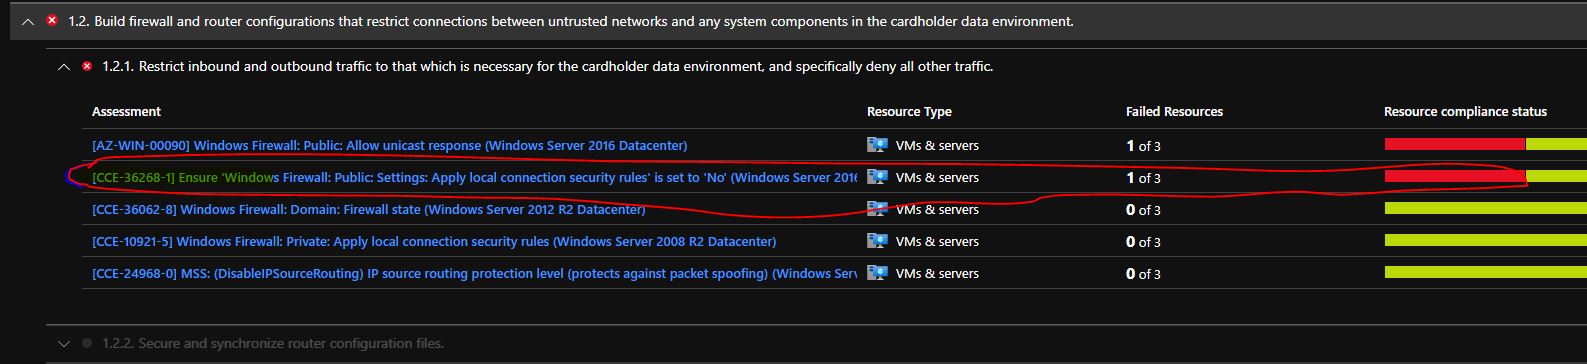 1.2. Build firewall and router configurations that restrict connections between untrusted networks and any system components in the cardholder data environment.
1.2.1. Restrict inbound and outbound traffic to that which is necessary for the cardholder data environment, and specifically deny all other traffic.
Assessment Resource Type Failed Resources Resource compliance status
[AZ-WIN-00090] Windows Firewall: Public: Allow unicast response (Windows Server 2016 Datacenter) VMs & servers 1 of 3
[CCE-36268-1] Ensure 'Windows Firewall: Public: Settings: Apply local connection security rules' is set to 'No' (Windows Server 2016 VMs & servers 1 of 3
[CCE-36062-8] Windows Firewall: Domain: Firewall state (Windows Server 2012 R2 Datacenter) VMs & servers 0 of 3
[CCE-10921-5] Windows Firewall: Private: Apply local connection security rules (Windows Server 2008 R2 Datacenter) VMs & servers 0 of 3
[CCE-24968-0] MSS: (DisableIPSourceRouting) IP source routing protection level (protects against packet spoofing) (Windows Serv VMs & servers 0 of 3
1.2.2. Secure and synchronize router configuration files.